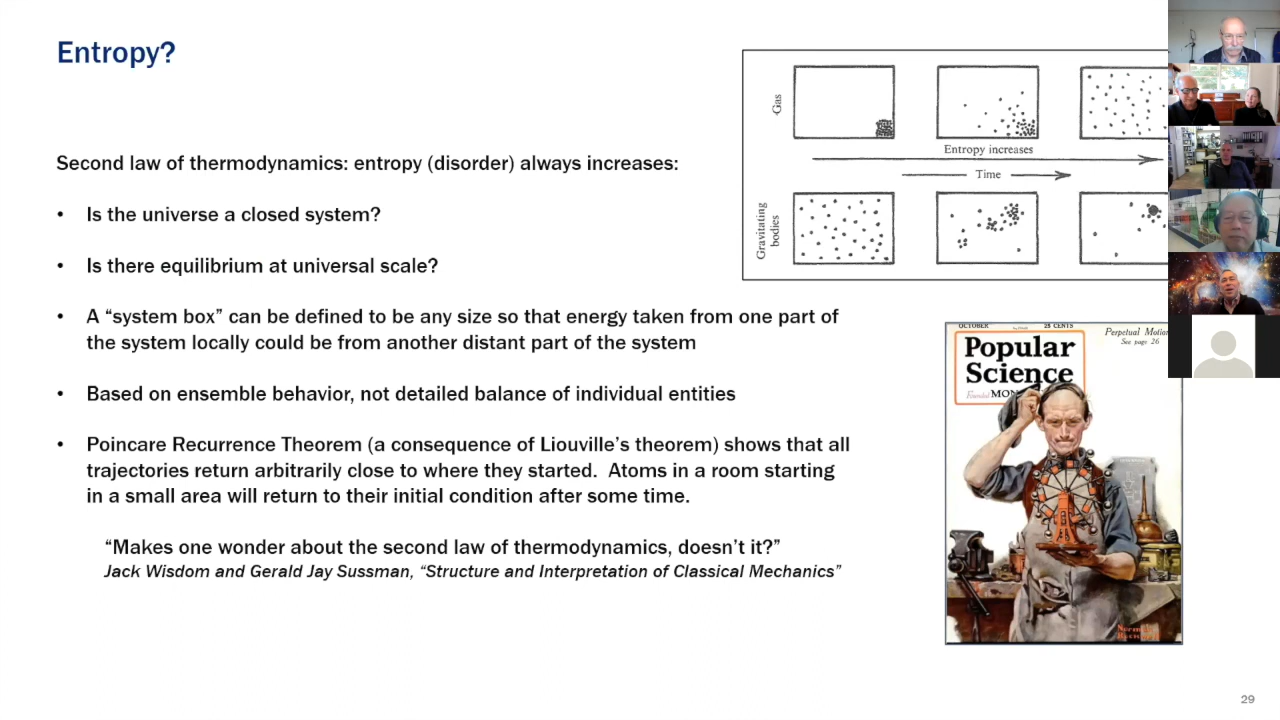 Entropy?
Second law of thermodynamics: entropy (disorder) always increases:
• Is the universe a closed system?
• Is there equilibrium at universal scale?
• A “system box” can be defined to be any size so that energy taken from one part of
the system locally could be from another distant part of the system
• Based on ensemble behavior, not detailed balance of individual entities
• Poincare Recurrence Theorem (a consequence of Liouville’s theorem) shows that all
trajectories return arbitrarily close to where they started. Atoms in a room starting
in a small area will return to their initial condition after some time.
“Makes one wonder about the second law of thermodynamics, doesn’t it?”
Jack Wisdom and Gerald Jay Sussman, “Structure and Interpretation of Classical Mechanics”
Gas
Entropy increases
Time
Gravitating
bodies
OCTOBER 25 CENTS
Popular
Science
Founded MON
Perpetual Motio
See page 26
29